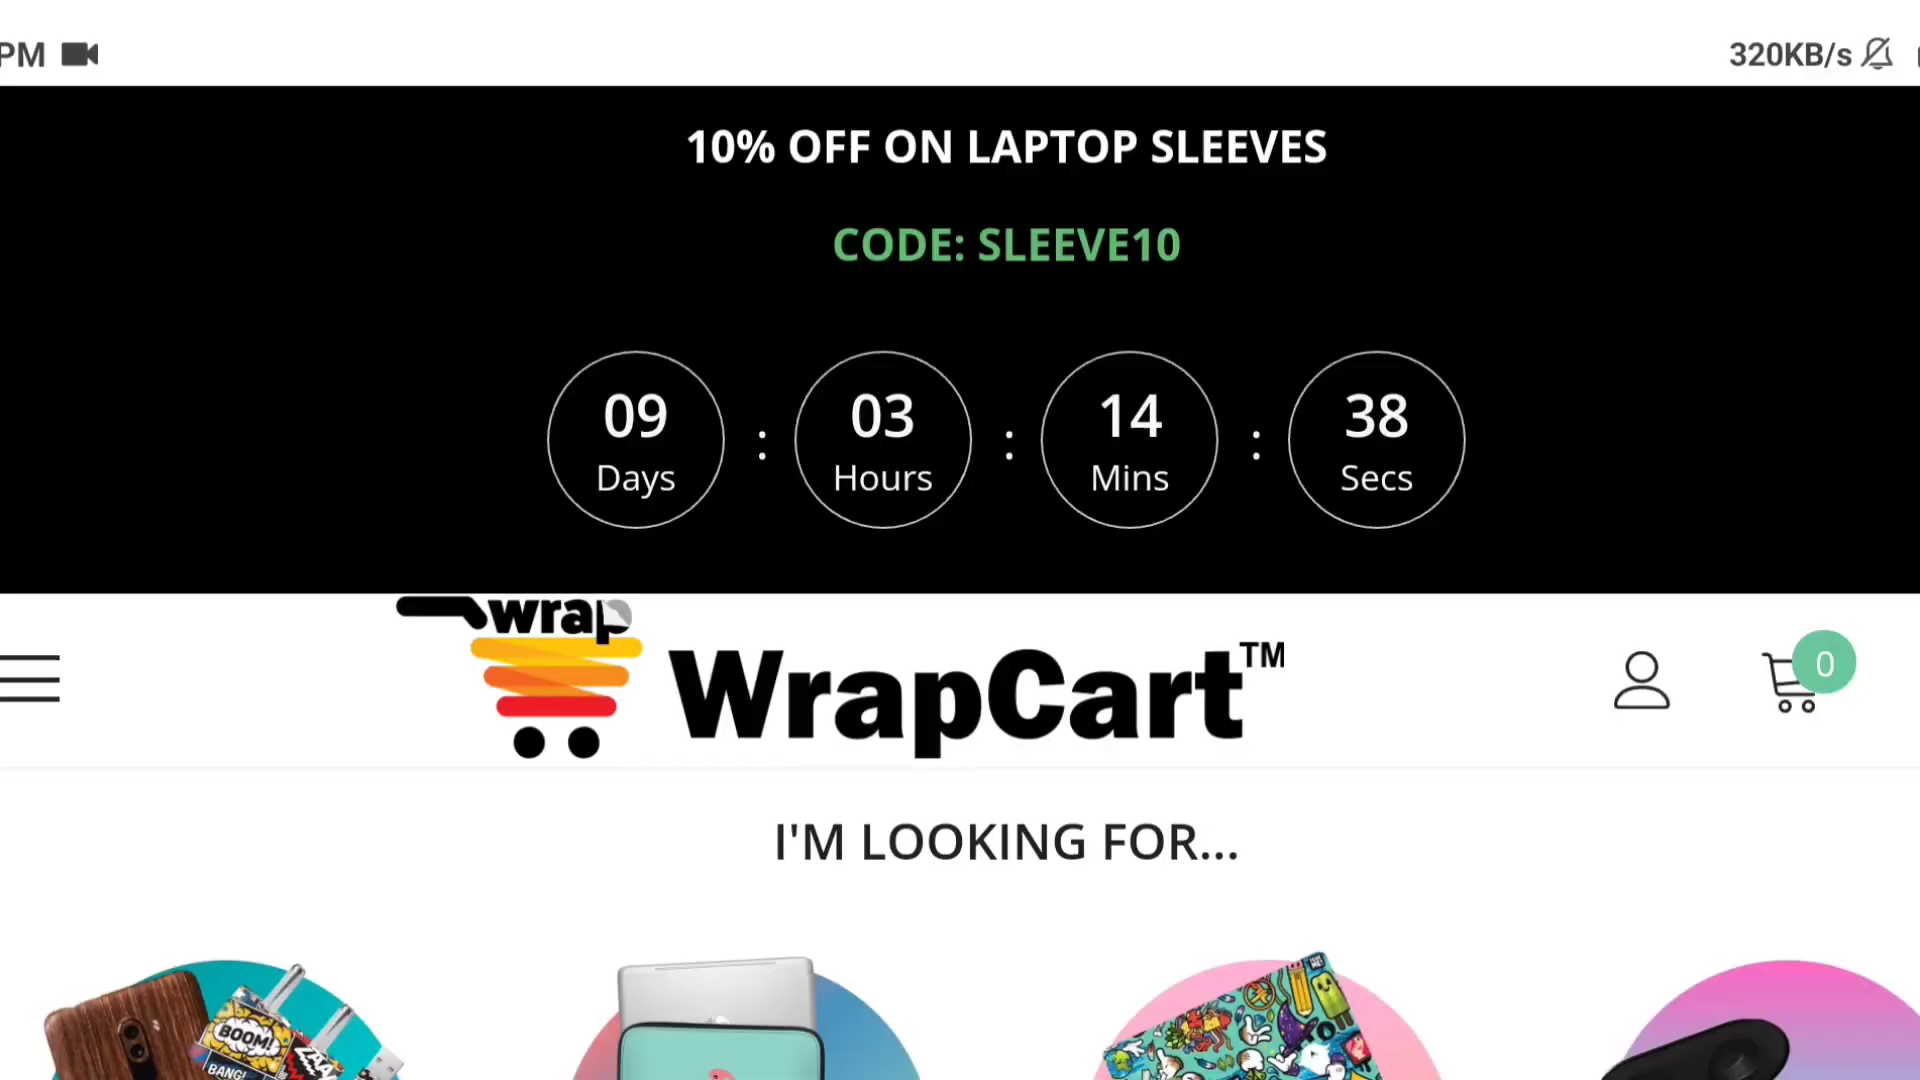 PM
320KB/s
10% OFF ON LAPTOP SLEEVES
CODE: SLEEVE10
09 : 03 : 14 : 38
Days Hours Mins Secs
wrap
WrapCart™
0
I'M LOOKING FOR...
BOOM!
BANG!